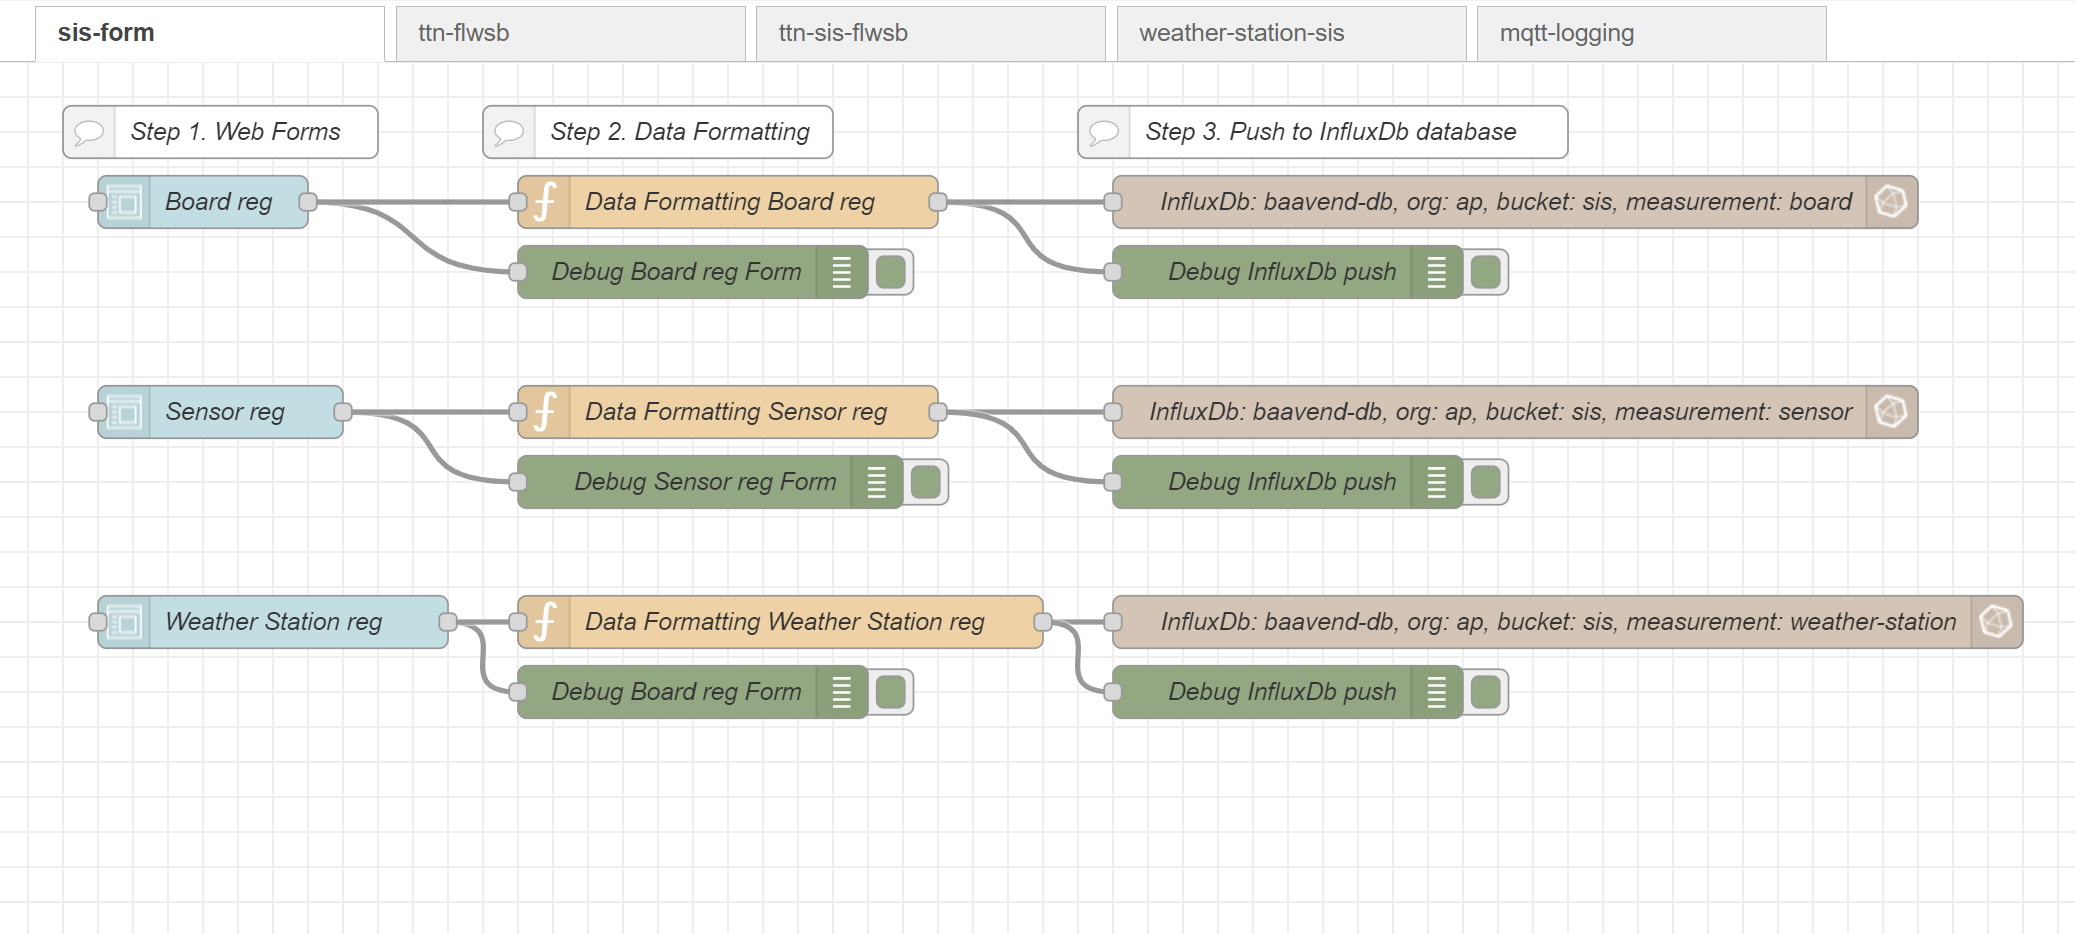 sis-form
ttn-flwsb
ttn-sis-flwsb
weather-station-sis
mqtt-logging
Step 1. Web Forms
Step 2. Data Formatting
Step 3. Push to InfluxDb database
Board reg
Data Formatting Board reg
InfluxDb: baavend-db, org: ap, bucket: sis, measurement: board
Debug Board reg Form
Debug InfluxDb push
Sensor reg
Data Formatting Sensor reg
InfluxDb: baavend-db, org: ap, bucket: sis, measurement: sensor
Debug Sensor reg Form
Debug InfluxDb push
Weather Station reg
Data Formatting Weather Station reg
InfluxDb: baavend-db, org: ap, bucket: sis, measurement: weather-station
Debug Board reg Form
Debug InfluxDb push